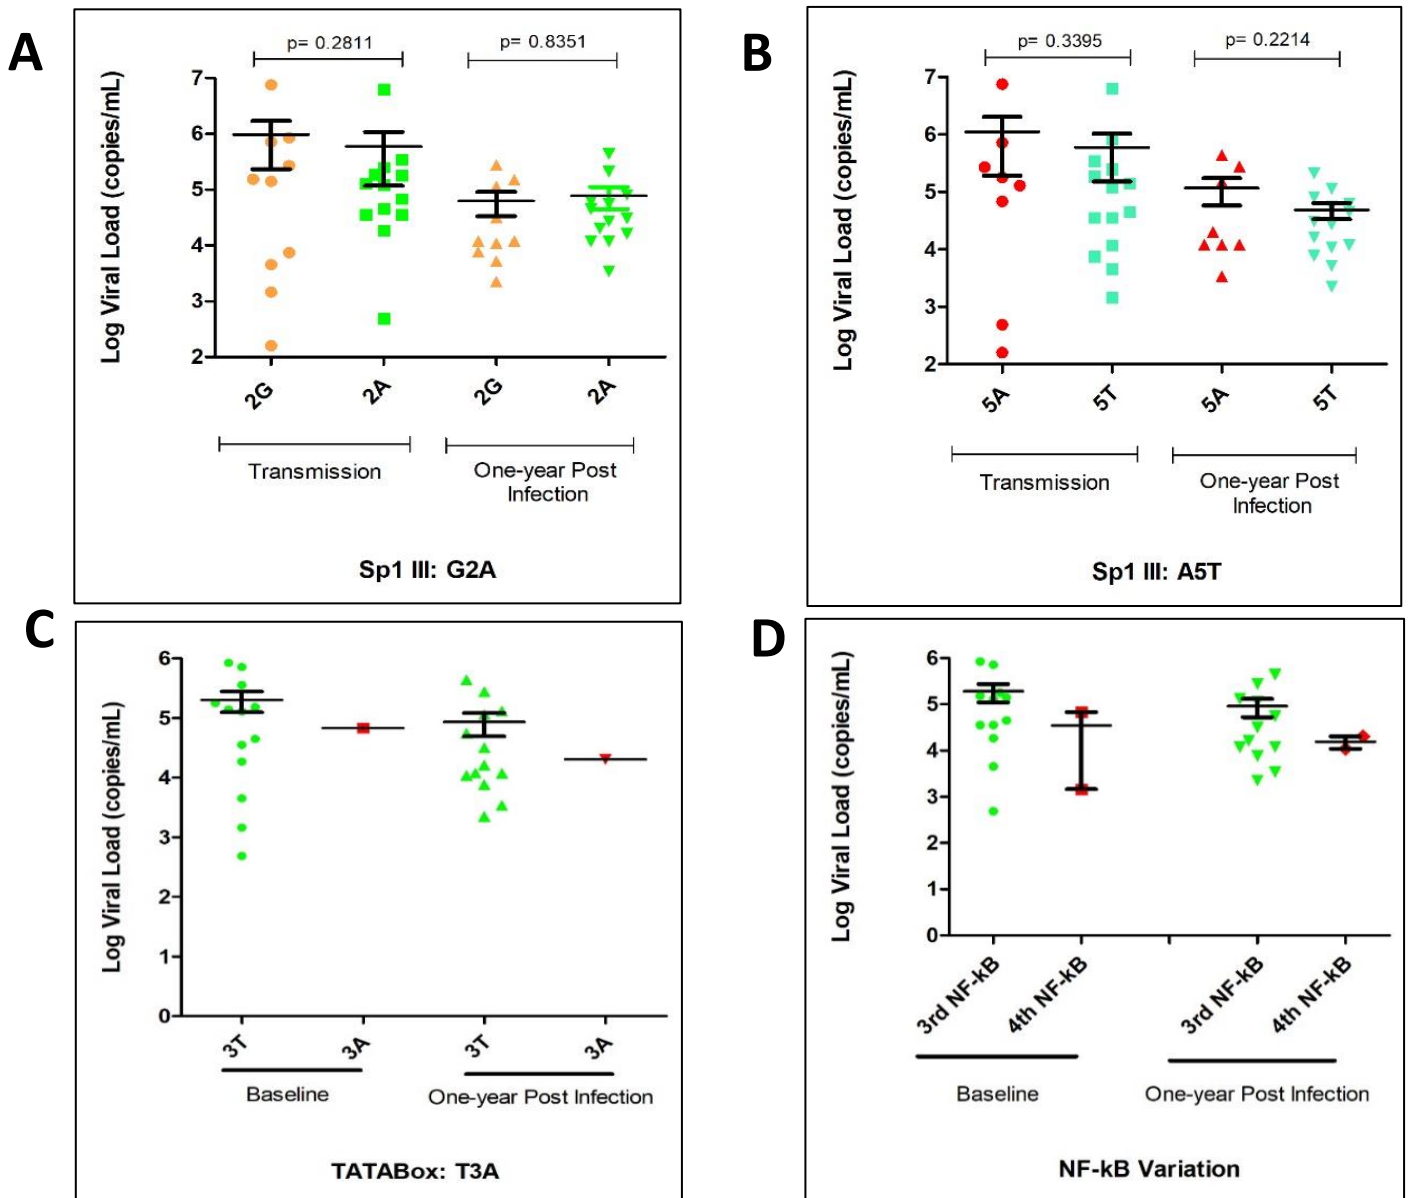 A
p= 0.2811
p= 0.8351
Log Viral Load (copies/mL)
7
6
5
4
3
2
2G
2A
2G
2A
Transmission
One-year Post
Infection
Sp1 III: G2A
B
p= 0.3395
p= 0.2214
Log Viral Load (copies/mL)
7
6
5
4
3
2
5A
5T
5A
5T
Transmission
One-year Post
Infection
Sp1 III: A5T
C
Log Viral Load (copies/mL)
6
5
4
3
2
1
0
3T
3A
3T
3A
Baseline
One-year Post Infection
TATABox: T3A
D
Log Viral Load (copies/mL)
6
5
4
3
2
1
0
3rd NF-kB
4th NF-kB
3rd NF-kB
4th NF-kB
Baseline
One-year Post Infection
NF-kB Variation